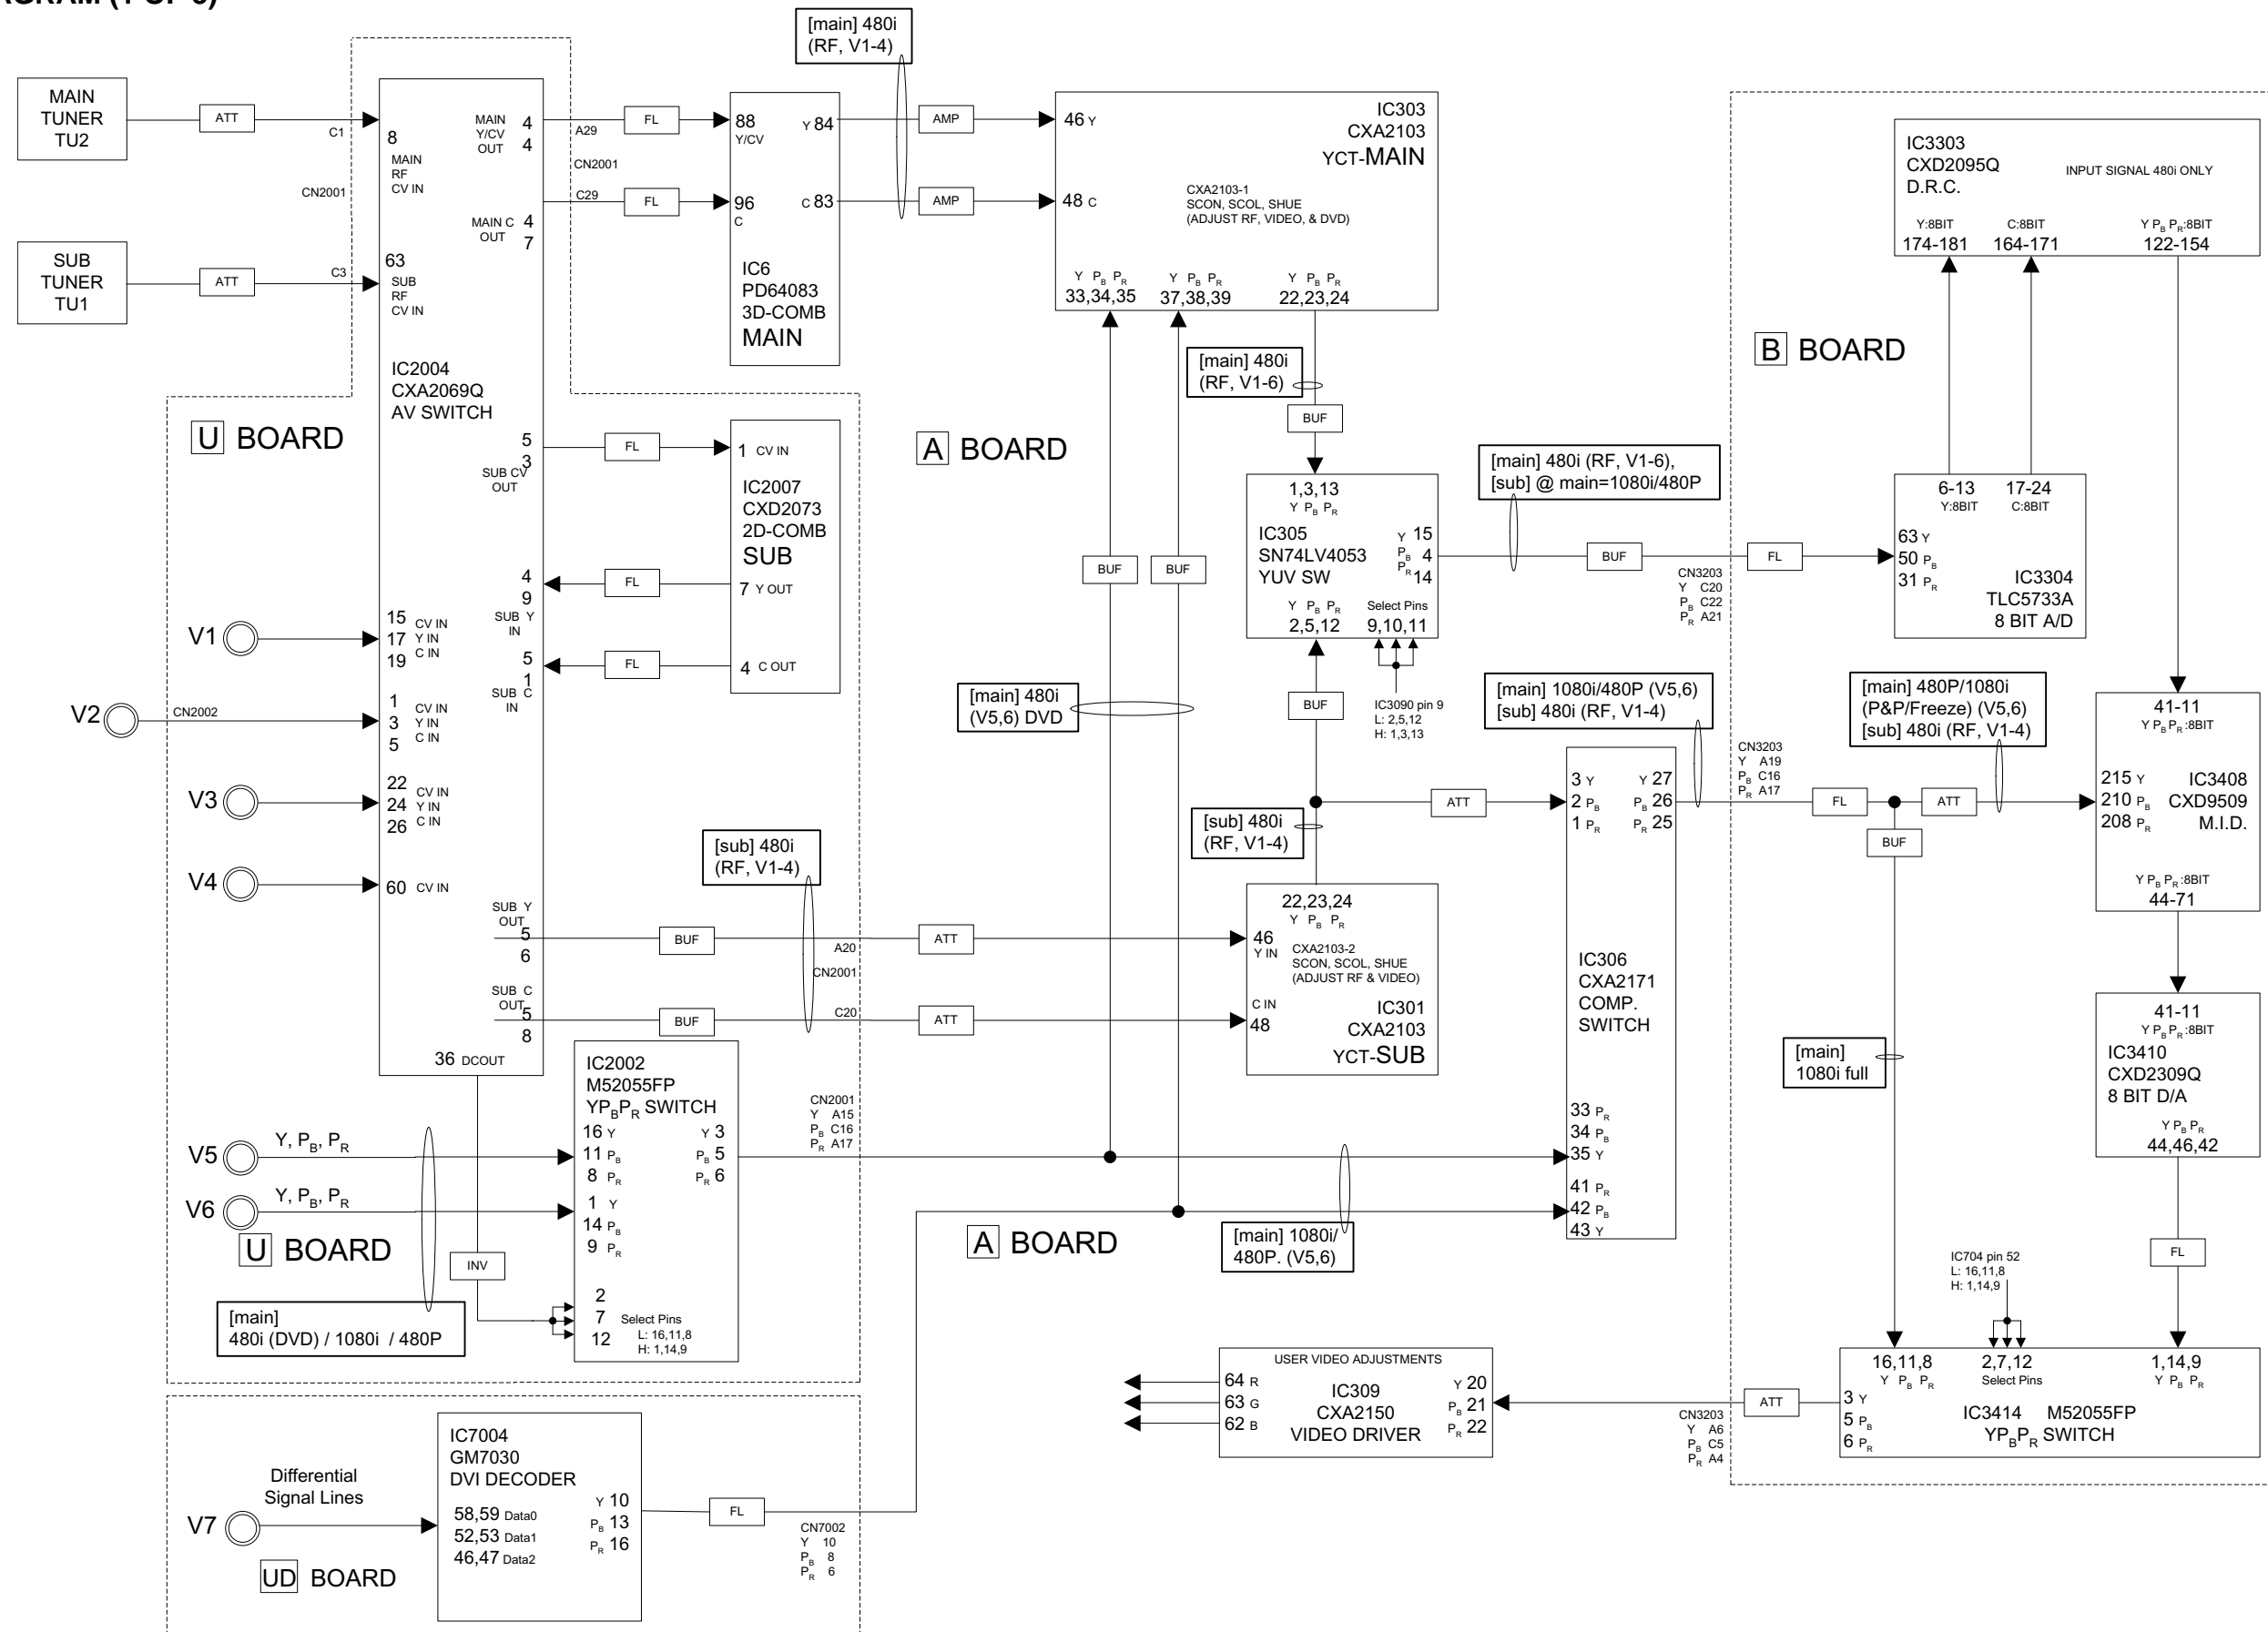 AGRAM (1 OF 3)
MAIN
TUNER
TU2
ATT
C1
CN2001
SUB
TUNER
TU1
ATT
C3
8
MAIN
RF
CV IN
63
SUB
RF
CV IN
MAIN
Y/CV
OUT
4
4
MAIN C
OUT
4
7
IC2004
CXA2069Q
AV SWITCH
5
3
SUB CV
OUT
4
9
SUB Y
IN
5
1
SUB C
IN
15 CV IN
17 Y IN
19 C IN
1 CV IN
3 Y IN
5 C IN
22 CV IN
24 Y IN
26 C IN
60 CV IN
SUB Y
OUT
5
6
SUB C
OUT
5
8
36 DCOUT
U BOARD
V1
V2
CN2002
V3
V4
A29
CN2001
C29
FL
FL
88
Y/CV
Y 84
96
C
C 83
IC6
PD64083
3D-COMB
MAIN
[main] 480i
(RF, V1-4)
AMP
AMP
FL
FL
FL
1 CV IN
IC2007
CXD2073
2D-COMB
SUB
7 Y OUT
4 C OUT
A BOARD
46 Y
48 C
IC303
CXA2103
YCT-MAIN
CXA2103-1
SCON, SCOL, SHUE
(ADJUST RF, VIDEO, & DVD)
Y PB PR
33,34,35
Y PB PR
37,38,39
Y PB PR
22,23,24
[main] 480i
(RF, V1-6)
BUF
BUF
BUF
1,3,13
Y PB PR
IC305
SN74LV4053
YUV SW
Y 15
PB 4
PR 14
Y PB PR
2,5,12
Select Pins
9,10,11
IC3090 pin 9
L: 2,5,12
H: 1,3,13
[main] 480i (RF, V1-6),
[sub] @ main=1080i/480P
BUF
FL
CN3203
Y C20
PB C22
PR A21
B BOARD
IC3303
CXD2095Q
D.R.C.
INPUT SIGNAL 480i ONLY
Y:8BIT
174-181
C:8BIT
164-171
Y PB PR:8BIT
122-154
6-13
Y:8BIT
17-24
C:8BIT
63 Y
50 PB
31 PR
IC3304
TLC5733A
8 BIT A/D
[main] 480i
(V5,6) DVD
BUF
[sub] 480i
(RF, V1-4)
ATT
[main] 1080i/480P (V5,6)
[sub] 480i (RF, V1-4)
3 Y
2 PB
1 PR
Y 27
PB 26
PR 25
IC306
CXA2171
COMP.
SWITCH
33 PR
34 PB
35 Y
41 PR
42 PB
43 Y
CN3203
Y A19
PB C16
PR A17
FL
ATT
BUF
[main] 480P/1080i
(P&P/Freeze) (V5,6)
[sub] 480i (RF, V1-4)
41-11
Y PB PR:8BIT
215 Y
210 PB
208 PR
IC3408
CXD9509
M.I.D.
Y PB PR:8BIT
44-71
[sub] 480i
(RF, V1-4)
BUF
A20
CN2001
BUF
C20
ATT
ATT
22,23,24
Y PB PR
46
Y IN
CXA2103-2
SCON, SCOL, SHUE
(ADJUST RF & VIDEO)
C IN
48
IC301
CXA2103
YCT-SUB
[main]
1080i full
41-11
Y PB PR:8BIT
IC3410
CXD2309Q
8 BIT D/A
Y PB PR
44,46,42
FL
IC2002
M52055FP
YPBPR SWITCH
16 Y
11 PB
8 PR
Y 3
PB 5
PR 6
1 Y
14 PB
9 PR
2
7
12
Select Pins
L: 16,11,8
H: 1,14,9
V5
Y, PB, PR
V6
Y, PB, PR
U BOARD
INV
[main]
480i (DVD) / 1080i / 480P
CN2001
Y A15
PB C16
PR A17
A BOARD
[main] 1080i/
480P. (V5,6)
IC704 pin 52
L: 16,11,8
H: 1,14,9
16,11,8
Y PB PR
2,7,12
Select Pins
1,14,9
Y PB PR
3 Y
5 PB
6 PR
IC3414 M52055FP
YPBPR SWITCH
ATT
CN3203
Y A6
PB C5
PR A4
USER VIDEO ADJUSTMENTS
64 R
63 G
62 B
IC309
CXA2150
VIDEO DRIVER
Y 20
PB 21
PR 22
V7
Differential
Signal Lines
UD BOARD
IC7004
GM7030
DVI DECODER
58,59 Data0
52,53 Data1
46,47 Data2
Y 10
PB 13
PR 16
FL
CN7002
Y 10
PB 8
PR 6